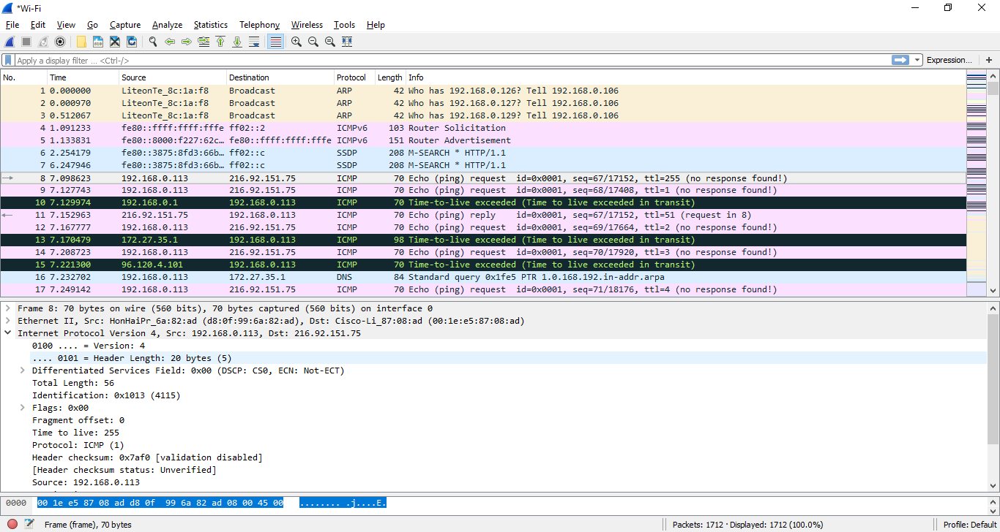 *Wi-Fi
File Edit View Go Capture Analyze Statistics Telephony Wireless Tools Help
Apply a display filter ... <Ctrl-/> Expression... +
No. Time Source Destination Protocol Length Info
1 0.000000 LiteonTe_8c:1a:f8 Broadcast ARP 42 Who has 192.168.0.126? Tell 192.168.0.106
2 0.000970 LiteonTe_8c:1a:f8 Broadcast ARP 42 Who has 192.168.0.127? Tell 192.168.0.106
3 0.512067 LiteonTe_8c:1a:f8 Broadcast ARP 42 Who has 192.168.0.129? Tell 192.168.0.106
4 1.091233 fe80::ffff:ffff:fffe ff02::2 ICMPv6 103 Router Solicitation
5 1.133831 fe80::8000:f227:62c… fe80::ffff:ffff:fffe ICMPv6 151 Router Advertisement
6 2.254179 fe80::3875:8fd3:66b… ff02::c SSDP 208 M-SEARCH * HTTP/1.1
7 6.247946 fe80::3875:8fd3:66b… ff02::c SSDP 208 M-SEARCH * HTTP/1.1
8 7.098623 192.168.0.113 216.92.151.75 ICMP 70 Echo (ping) request id=0x0001, seq=67/17152, ttl=255 (no response found!)
9 7.127743 192.168.0.113 216.92.151.75 ICMP 70 Echo (ping) request id=0x0001, seq=68/17408, ttl=1 (no response found!)
10 7.129974 192.168.0.1 192.168.0.113 ICMP 70 Time-to-live exceeded (Time to live exceeded in transit)
11 7.152963 216.92.151.75 192.168.0.113 ICMP 70 Echo (ping) reply id=0x0001, seq=67/17152, ttl=51 (request in 8)
12 7.167777 192.168.0.113 216.92.151.75 ICMP 70 Echo (ping) request id=0x0001, seq=69/17664, ttl=2 (no response found!)
13 7.170479 172.27.35.1 192.168.0.113 ICMP 98 Time-to-live exceeded (Time to live exceeded in transit)
14 7.208723 192.168.0.113 216.92.151.75 ICMP 70 Echo (ping) request id=0x0001, seq=70/17920, ttl=3 (no response found!)
15 7.221300 96.120.4.101 192.168.0.113 ICMP 70 Time-to-live exceeded (Time to live exceeded in transit)
16 7.232702 192.168.0.113 172.27.35.1 DNS 84 Standard query 0x1fe5 PTR 1.0.168.192.in-addr.arpa
17 7.249142 192.168.0.113 216.92.151.75 ICMP 70 Echo (ping) request id=0x0001, seq=71/18176, ttl=4 (no response found!)
Frame 8: 70 bytes on wire (560 bits), 70 bytes captured (560 bits) on interface 0
Ethernet II, Src: HonHaiPr_6a:82:ad (d8:0f:99:6a:82:ad), Dst: Cisco-Li_87:08:ad (00:1e:e5:87:08:ad)
Internet Protocol Version 4, Src: 192.168.0.113, Dst: 216.92.151.75
0100 .... = Version: 4
.... 0101 = Header Length: 20 bytes (5)
Differentiated Services Field: 0x00 (DSCP: CS0, ECN: Not-ECT)
Total Length: 56
Identification: 0x1013 (4115)
Flags: 0x00
Fragment offset: 0
Time to live: 255
Protocol: ICMP (1)
Header checksum: 0x7af0 [validation disabled]
[Header checksum status: Unverified]
Source: 192.168.0.113
0000 00 1e e5 87 08 ad d8 0f 99 6a 82 ad 08 00 45 00 ........ .j....E.
Frame (frame), 70 bytes Packets: 1712 · Displayed: 1712 (100.0%) Profile: Default